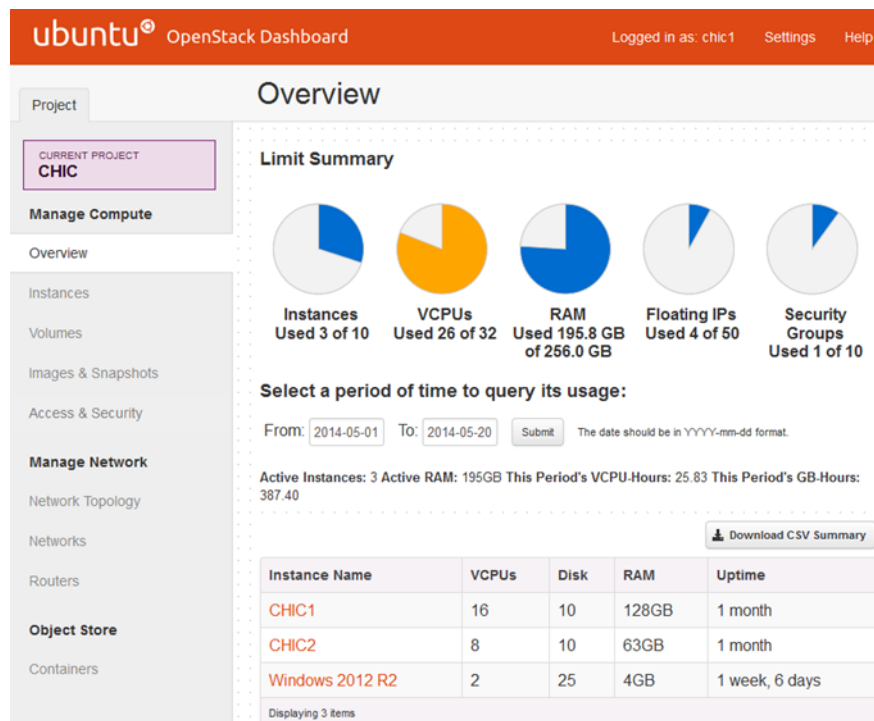 ubuntu® OpenStack Dashboard
Logged in as: chic1 Settings Help
Project
Overview
CURRENT PROJECT
CHIC
Manage Compute
Overview
Instances
Volumes
Images & Snapshots
Access & Security
Manage Network
Network Topology
Networks
Routers
Object Store
Containers
Limit Summary
Instances
Used 3 of 10
VCPUs
Used 26 of 32
RAM
Used 195.8 GB
of 256.0 GB
Floating IPs
Used 4 of 50
Security
Groups
Used 1 of 10
Select a period of time to query its usage:
From: 2014-05-01 To: 2014-05-20 Submit The date should be in YYYY-mm-dd format.
Active Instances: 3 Active RAM: 195GB This Period's VCPU-Hours: 25.83 This Period's GB-Hours:
387.40
Download CSV Summary
Instance Name VCPUs Disk RAM Uptime
CHIC1 16 10 128GB 1 month
CHIC2 8 10 63GB 1 month
Windows 2012 R2 2 25 4GB 1 week, 6 days
Displaying 3 items